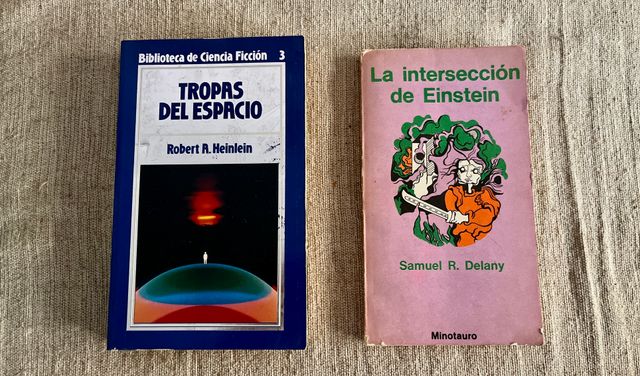 Biblioteca de Ciencia Ficción 3
TROPAS
DEL ESPACIO
Robert A. Heinlein
La intersección
de Einstein
Samuel R. Delany
Minotauro